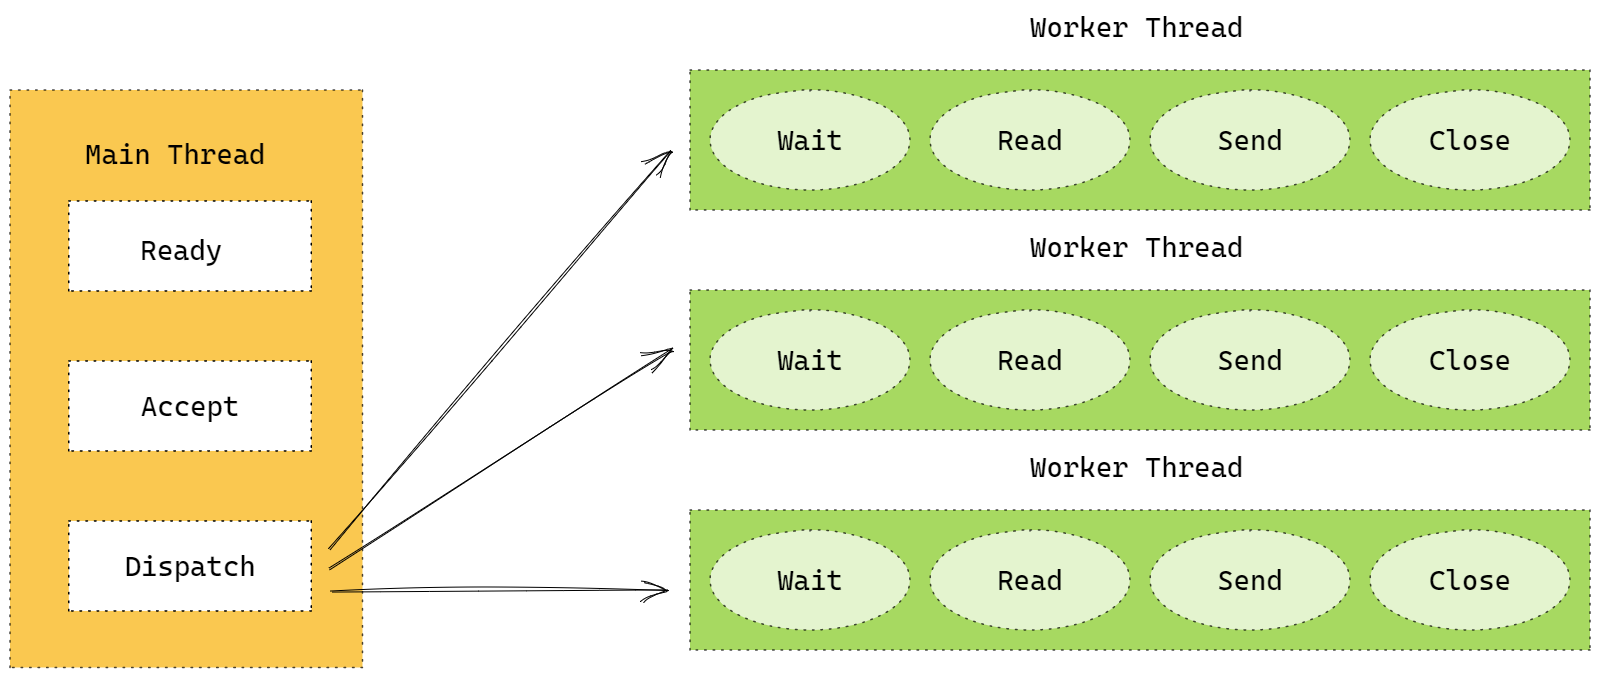 Main Thread
Ready
Accept
Dispatch
Worker Thread
Wait Read Send Close
Worker Thread
Wait Read Send Close
Worker Thread
Wait Read Send Close